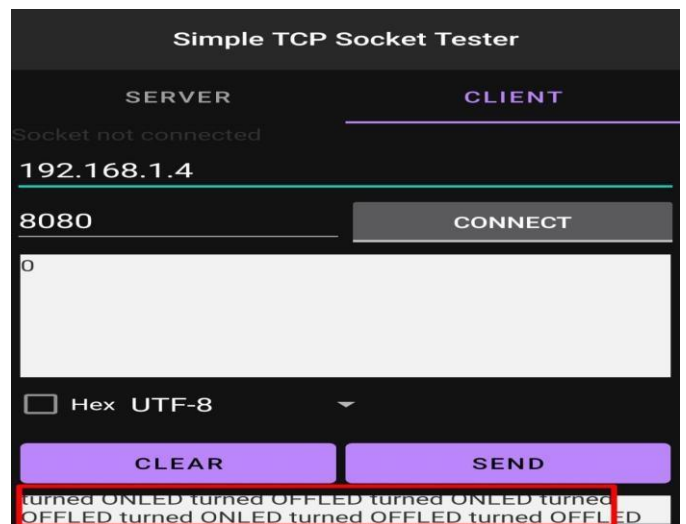 Simple TCP Socket Tester
SERVER CLIENT
Socket not connected
192.168.1.4
8080 CONNECT
0
Hex UTF-8
CLEAR SEND
turned ONLED turned OFFLED turned ONLED turned
OFFLED turned ONLED turned OFFLED turned OFFLED